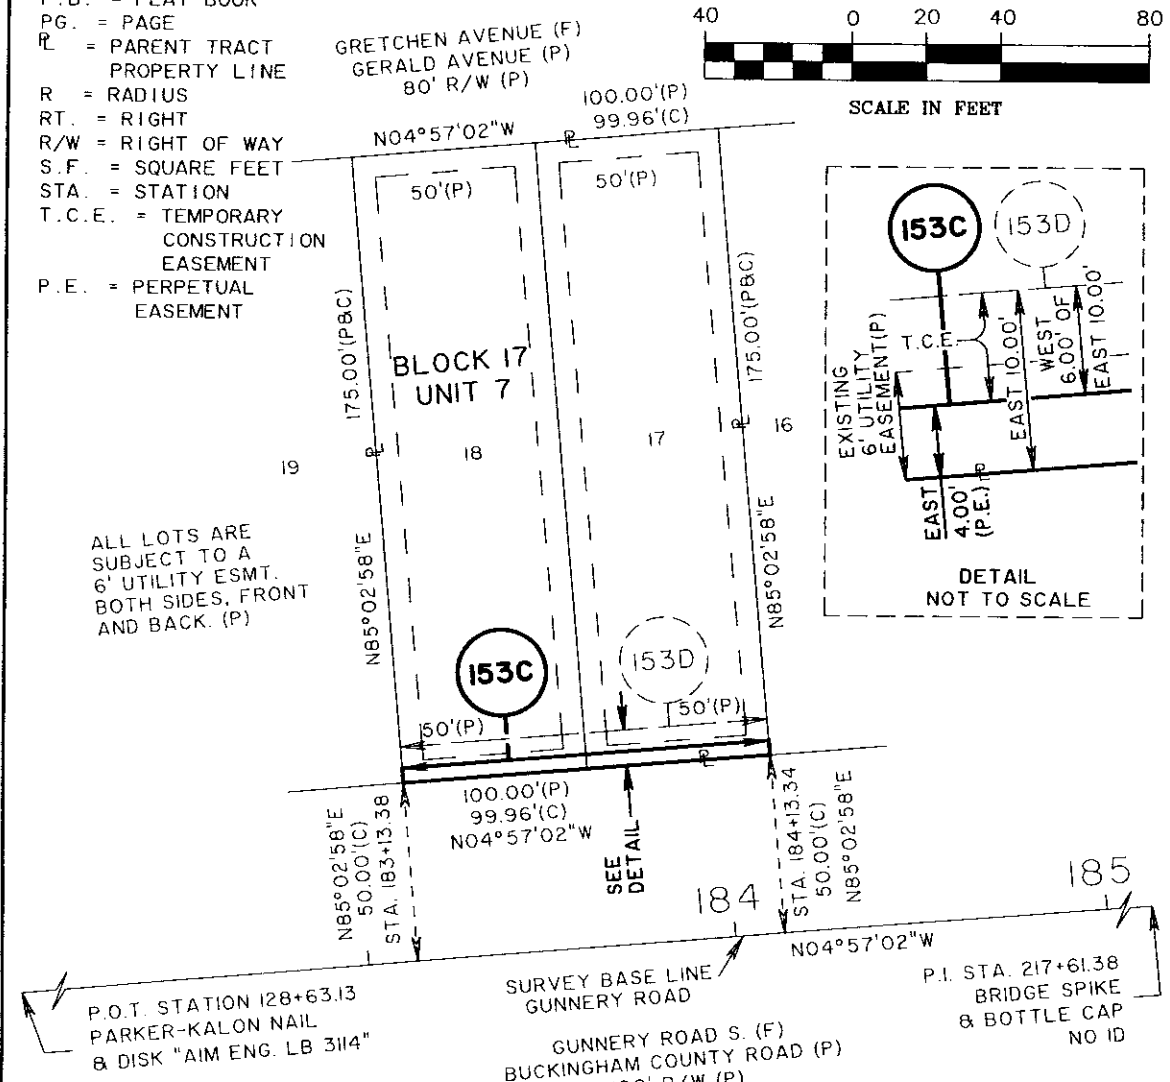 P.B. = PLAT BOOK
PG. = PAGE
PL = PARENT TRACT
PROPERTY LINE
R = RADIUS
RT. = RIGHT
R/W = RIGHT OF WAY
S.F. = SQUARE FEET
STA. = STATION
T.C.E. = TEMPORARY
CONSTRUCTION
EASEMENT
P.E. = PERPETUAL
EASEMENT
GRETCHEN AVENUE (F)
GERALD AVENUE (P)
80' R/W (P)
40 0 20 40 80
SCALE IN FEET
N04°57'02"W
100.00'(P)
99.96'(C)
PL
50'(P)
50'(P)
175.00'(P&C)
175.00'(P&C)
BLOCK 17
UNIT 7
19
PL
18
17
PL
16
N85°02'58"E
N85°02'58"E
ALL LOTS ARE
SUBJECT TO A
6' UTILITY ESMT.
BOTH SIDES, FRONT
AND BACK. (P)
153C
153D
50'(P)
50'(P)
PL
100.00'(P)
99.96'(C)
N04°57'02"W
SEE
DETAIL
N85°02'58"E
50.00'(C)
STA. 183+13.38
STA. 184+13.34
50.00'(C)
N85°02'58"E
153C
153D
T.C.E.
EXISTING
6' UTILITY
EASEMENT(P)
EAST 10.00'
WEST
6.00' OF
EAST 10.00'
PL
EAST
4.00'
(P.E.)
DETAIL
NOT TO SCALE
184
185
N04°57'02"W
SURVEY BASE LINE
GUNNERY ROAD
P.O.T. STATION 128+63.13
PARKER-KALON NAIL
& DISK "AIM ENG. LB 3114"
P.I. STA. 217+61.38
BRIDGE SPIKE
& BOTTLE CAP
NO ID
GUNNERY ROAD S. (F)
BUCKINGHAM COUNTY ROAD (P)
R/W (P)